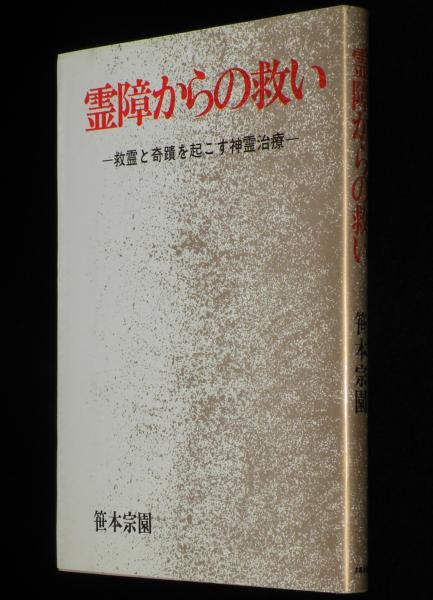 霊障からの救い
—救霊と奇蹟を起こす神霊治療—
笹本宗園
霊障からの救い
笹本宗園